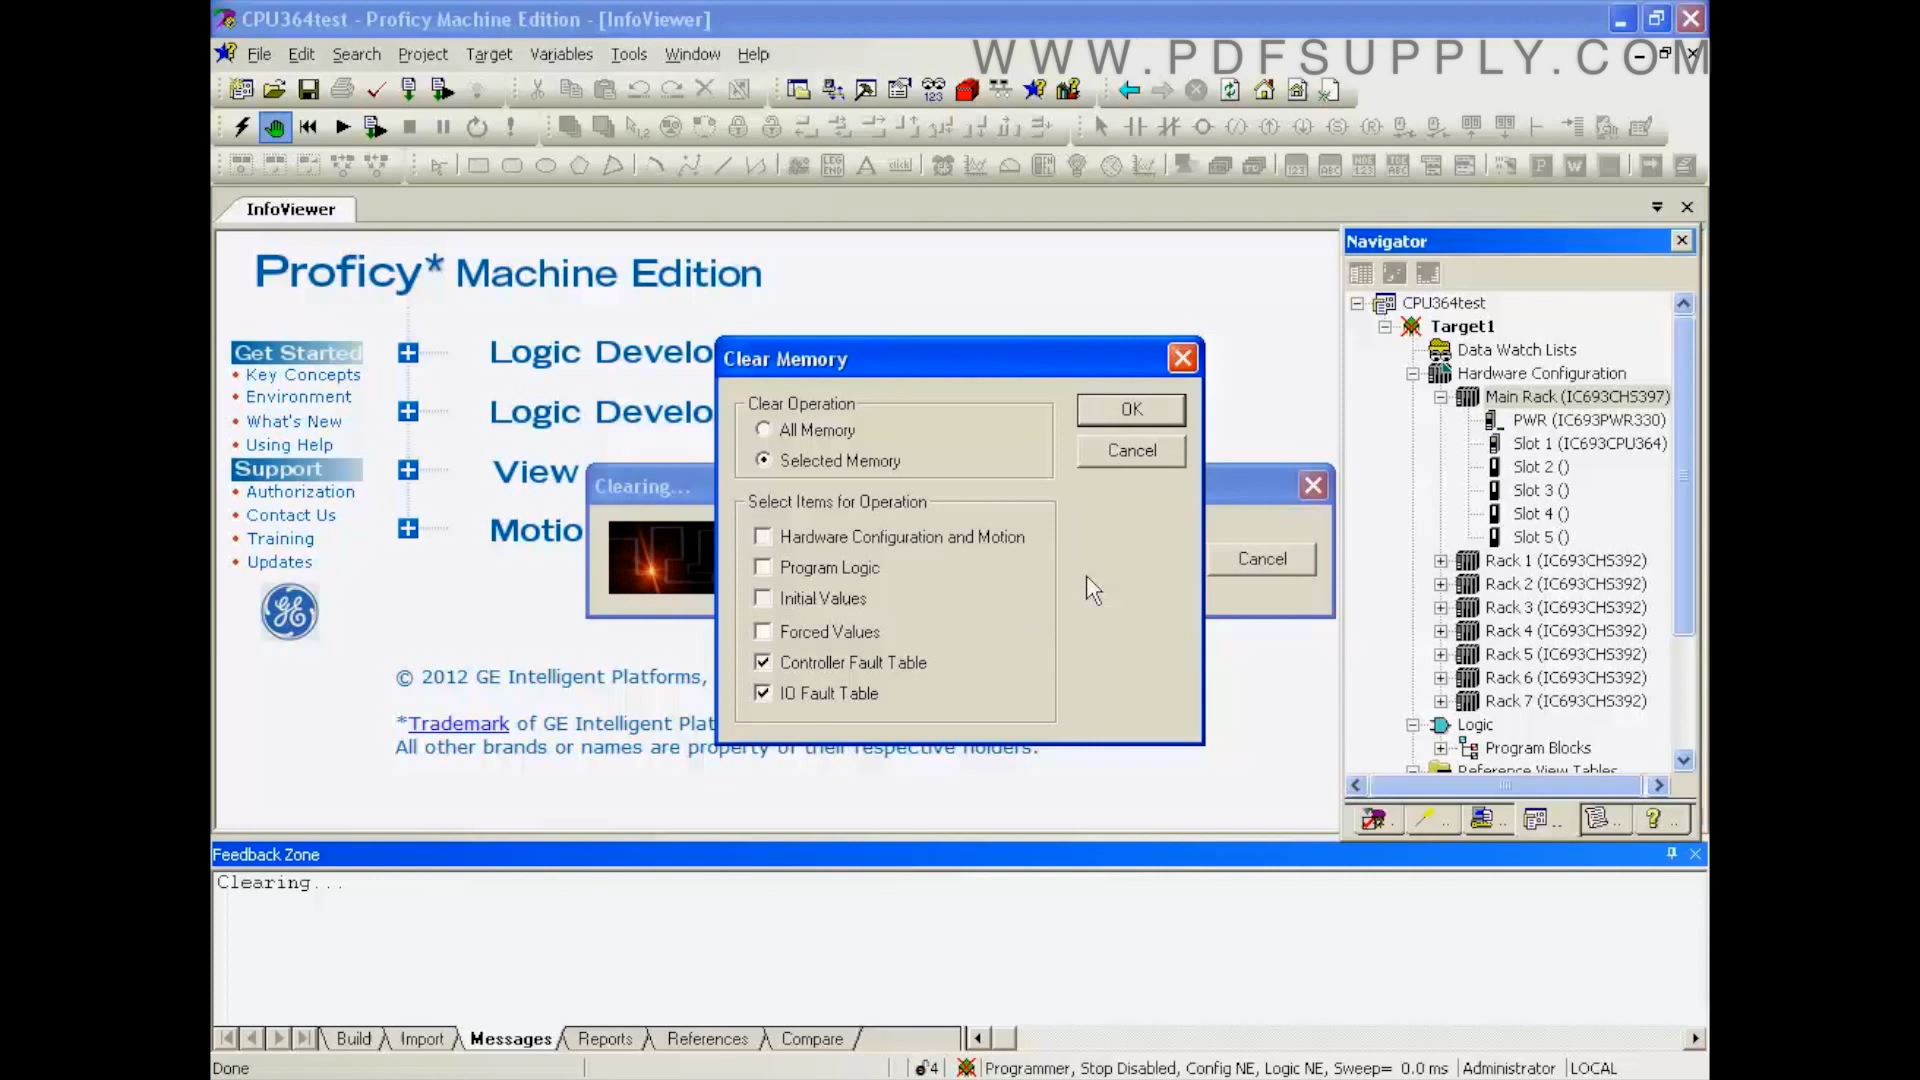 CPU364test - Proficy Machine Edition - [InfoViewer]
WWW.PDFSUPPLY.COM
File Edit Search Project Target Variables Tools Window Help
InfoViewer
Proficy* Machine Edition
Get Started
• Key Concepts
• Environment
• What's New
• Using Help
Support
• Authorization
• Contact Us
• Training
• Updates
Logic Develo
Logic Develo
View
Motio
© 2012 GE Intelligent Platforms,
*Trademark of GE Intelligent Plat
All other brands or names are property of their respective holders.
Clearing...
Cancel
Clear Memory
Clear Operation
All Memory
Selected Memory
OK
Cancel
Select Items for Operation
Hardware Configuration and Motion
Program Logic
Initial Values
Forced Values
Controller Fault Table
IO Fault Table
Navigator
CPU364test
Target1
Data Watch Lists
Hardware Configuration
Main Rack (IC693CHS397)
PWR (IC693PWR330)
Slot 1 (IC693CPU364)
Slot 2 ()
Slot 3 ()
Slot 4 ()
Slot 5 ()
Rack 1 (IC693CHS392)
Rack 2 (IC693CHS392)
Rack 3 (IC693CHS392)
Rack 4 (IC693CHS392)
Rack 5 (IC693CHS392)
Rack 6 (IC693CHS392)
Rack 7 (IC693CHS392)
Logic
Program Blocks
Reference View Tables
Feedback Zone
Clearing...
Build Import Messages Reports References Compare
Done
4 Programmer, Stop Disabled, Config NE, Logic NE, Sweep= 0.0 ms Administrator LOCAL